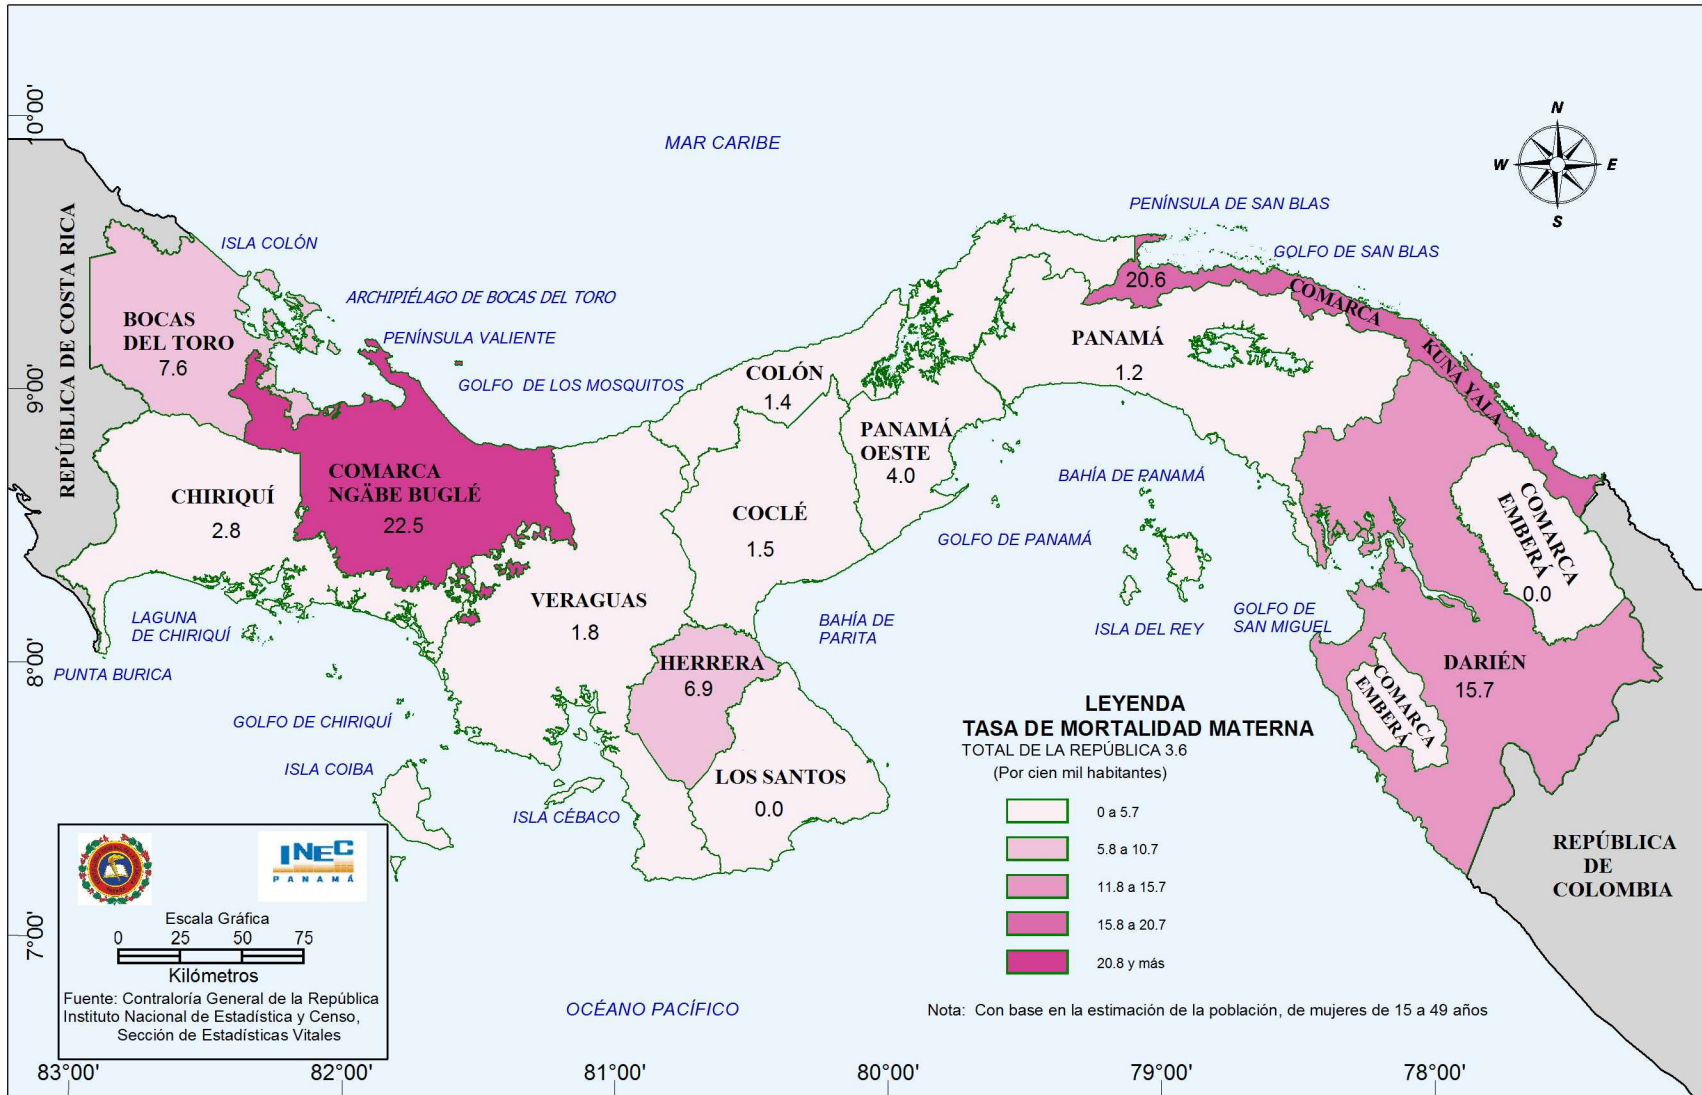 10°00'
9°00'
8°00'
7°00'
83°00'
82°00'
81°00'
80°00'
79°00'
78°00'
MAR CARIBE
N
W
E
S
REPÚBLICA DE COSTA RICA
ISLA COLÓN
ARCHIPIÉLAGO DE BOCAS DEL TORO
PENÍNSULA VALIENTE
GOLFO DE LOS MOSQUITOS
PENÍNSULA DE SAN BLAS
GOLFO DE SAN BLAS
BOCAS
DEL TORO
7.6
CHIRIQUÍ
2.8
COMARCA
NGÄBE BUGLÉ
22.5
VERAGUAS
1.8
COLÓN
1.4
COCLÉ
1.5
PANAMÁ
OESTE
4.0
PANAMÁ
1.2
20.6
COMARCA
KUNA YALA
COMARCA
EMBERÁ
0.0
COMARCA
EMBERÁ
DARIÉN
15.7
HERRERA
6.9
LOS SANTOS
0.0
BAHÍA DE PANAMÁ
GOLFO DE PANAMÁ
ISLA DEL REY
GOLFO DE
SAN MIGUEL
BAHÍA DE
PARITA
LAGUNA
DE CHIRIQUÍ
PUNTA BURICA
GOLFO DE CHIRIQUÍ
ISLA COIBA
ISLA CÉBACO
OCÉANO PACÍFICO
REPÚBLICA
DE
COLOMBIA
LEYENDA
TASA DE MORTALIDAD MATERNA
TOTAL DE LA REPÚBLICA 3.6
(Por cien mil habitantes)
0 a 5.7
5.8 a 10.7
11.8 a 15.7
15.8 a 20.7
20.8 y más
Nota: Con base en la estimación de la población, de mujeres de 15 a 49 años
INEC
PANAMÁ
Escala Gráfica
0 25 50 75
Kilómetros
Fuente: Contraloría General de la República
Instituto Nacional de Estadística y Censo,
Sección de Estadísticas Vitales